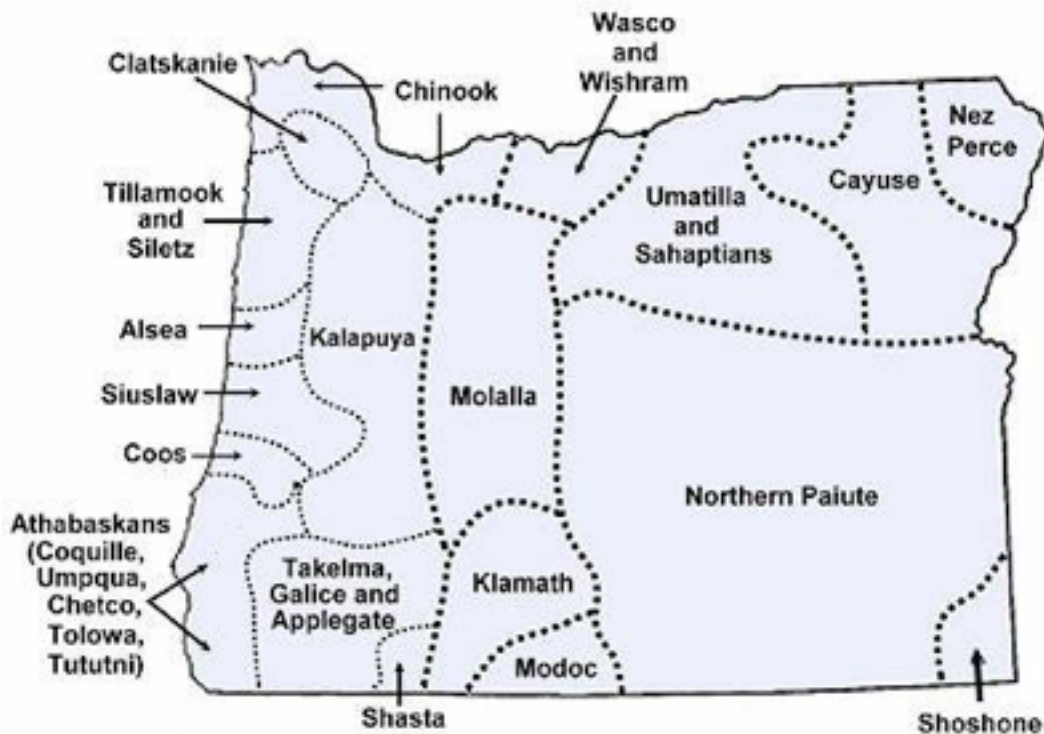 Wasco
and
Wishram
Clatskanie
Chinook
Nez
Perce
Cayuse
Tillamook
and
Siletz
Umatilla
and
Sahaptians
Alsea
Kalapuya
Siuslaw
Molalla
Coos
Northern Paiute
Athabaskans
(Coquille,
Umpqua,
Chetco,
Tolowa,
Tututni)
Takelma,
Galice and
Applegate
Klamath
Modoc
Shasta
Shoshone